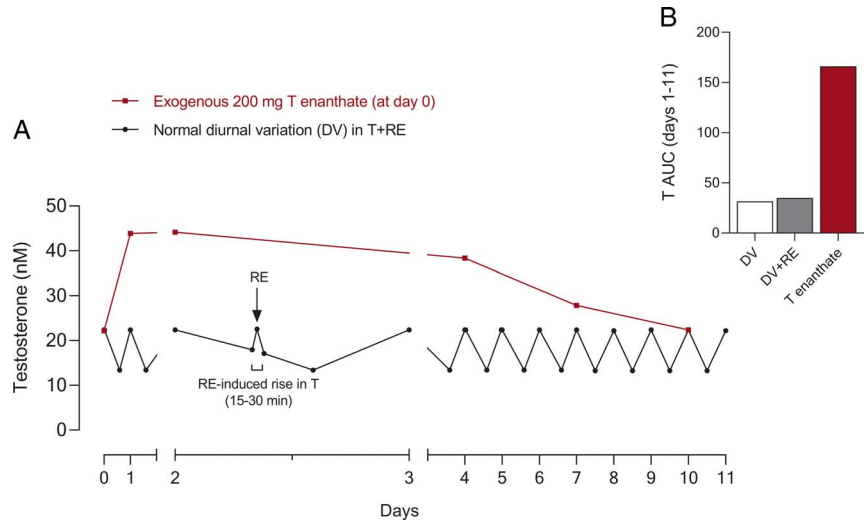 B
200
150
100
50
0
T AUC (days 1-11)
DV
DV+RE
T enanthate
Exogenous 200 mg T enanthate (at day 0)
Normal diurnal variation (DV) in T+RE
A
50
40
30
20
10
0
Testosterone (nM)
RE
RE-induced rise in T
(15-30 min)
0 1 2 3 4 5 6 7 8 9 10 11
Days